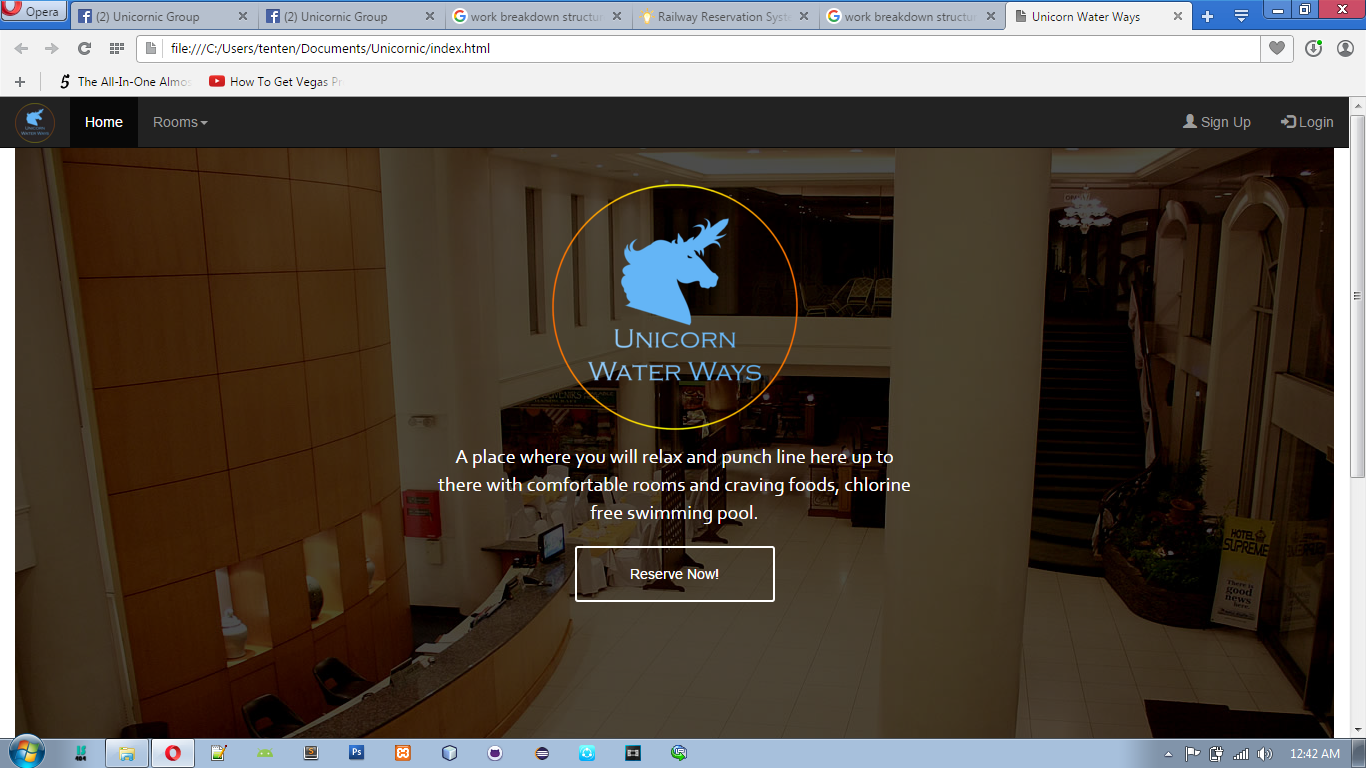 Opera
(2) Unicornic Group
(2) Unicornic Group
work breakdown structu
Railway Reservation Syst
work breakdown structu
Unicorn Water Ways
file:///C:/Users/tenten/Documents/Unicornic/index.html
The All-In-One Almos
How To Get Vegas Pr
UNICORN
WATER WAYS
Home
Rooms
Sign Up
Login
UNICORN
WATER WAYS
A place where you will relax and punch line here up to
there with comfortable rooms and craving foods, chlorine
free swimming pool.
Reserve Now!
HOTEL
SUPREME
There is
good
news
here.
Ps
12:42 AM